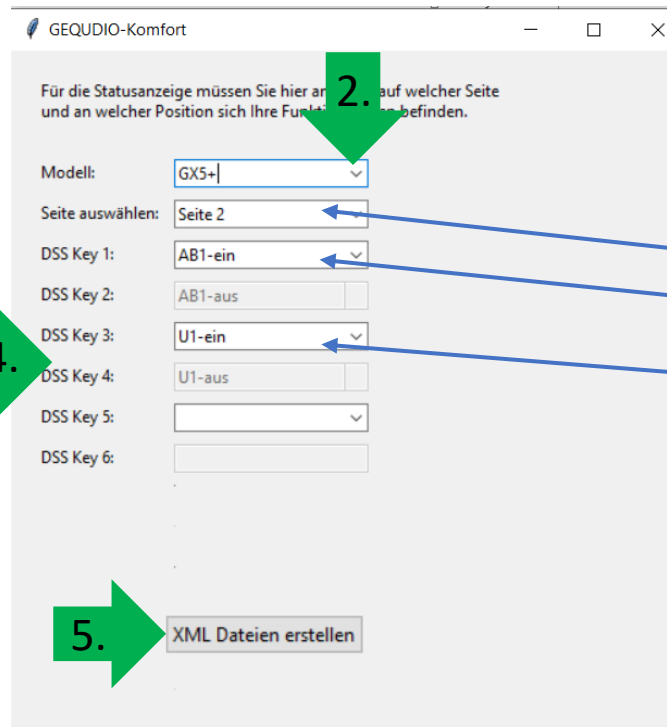 GEQUDIO-Komfort
2.
Für die Statusanzeige müssen Sie hier an auf welcher Seite
und an welcher Position sich Ihre befinden.
Modell: GX5+
Seite auswählen: Seite 2
DSS Key 1: AB1-ein
DSS Key 2: AB1-aus
DSS Key 3: U1-ein
4.
DSS Key 4: U1-aus
DSS Key 5:
DSS Key 6:
5.
XML Dateien erstellen